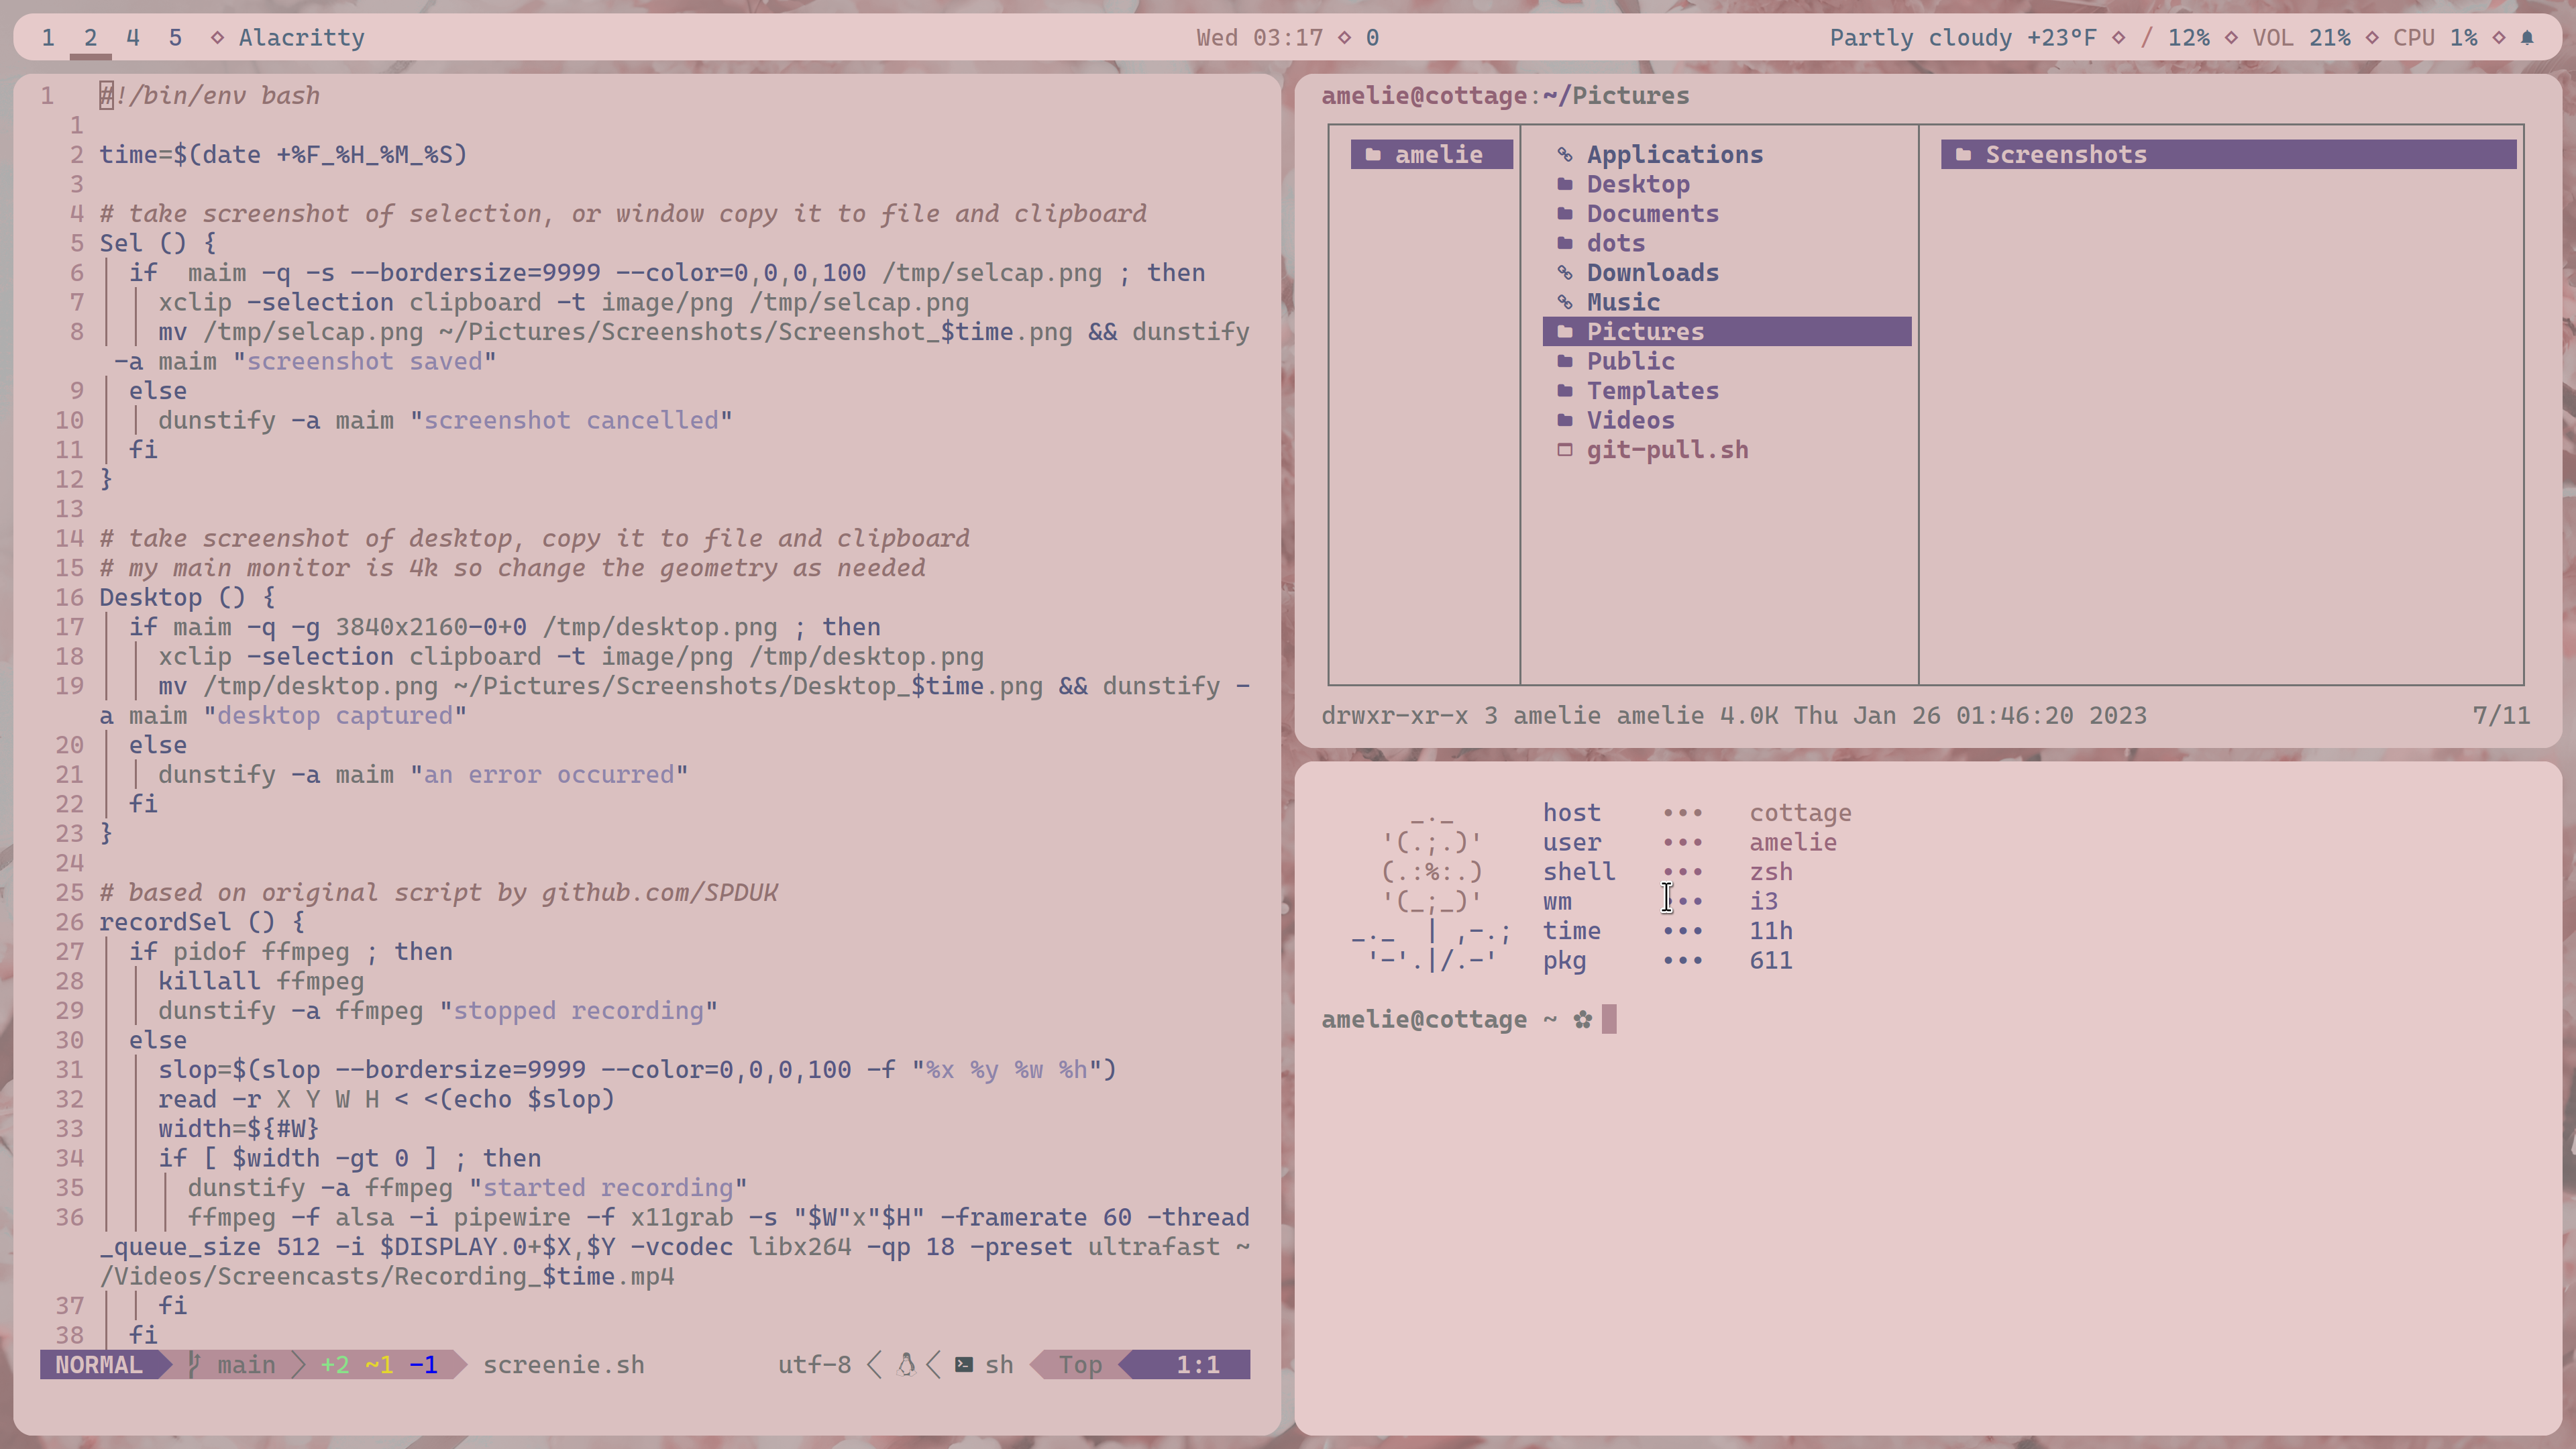 1 2 4 5 ◇ Alacritty
Wed 03:17 ◇ 0
Partly cloudy +23°F ◇ / 12% ◇ VOL 21% ◇ CPU 1% ◇
1 #!/bin/env bash
1
2 time=$(date +%F_%H_%M_%S)
3
4 # take screenshot of selection, or window copy it to file and clipboard
5 Sel () {
6 if  maim -q -s --bordersize=9999 --color=0,0,0,100 /tmp/selcap.png ; then
7 xclip -selection clipboard -t image/png /tmp/selcap.png
8 mv /tmp/selcap.png ~/Pictures/Screenshots/Screenshot_$time.png && dunstify
-a maim "screenshot saved"
9 else
10 dunstify -a maim "screenshot cancelled"
11 fi
12 }
13
14 # take screenshot of desktop, copy it to file and clipboard
15 # my main monitor is 4k so change the geometry as needed
16 Desktop () {
17 if maim -q -g 3840x2160-0+0 /tmp/desktop.png ; then
18 xclip -selection clipboard -t image/png /tmp/desktop.png
19 mv /tmp/desktop.png ~/Pictures/Screenshots/Desktop_$time.png && dunstify -
a maim "desktop captured"
20 else
21 dunstify -a maim "an error occurred"
22 fi
23 }
24
25 # based on original script by github.com/SPDUK
26 recordSel () {
27 if pidof ffmpeg ; then
28 killall ffmpeg
29 dunstify -a ffmpeg "stopped recording"
30 else
31 slop=$(slop --bordersize=9999 --color=0,0,0,100 -f "%x %y %w %h")
32 read -r X Y W H < <(echo $slop)
33 width=${#W}
34 if [ $width -gt 0 ] ; then
35 dunstify -a ffmpeg "started recording"
36 ffmpeg -f alsa -i pipewire -f x11grab -s "$W"x"$H" -framerate 60 -thread
_queue_size 512 -i $DISPLAY.0+$X,$Y -vcodec libx264 -qp 18 -preset ultrafast ~
/Videos/Screencasts/Recording_$time.mp4
37 fi
38 fi
NORMAL main +2 ~1 -1 screenie.sh utf-8 sh Top 1:1
amelie@cottage:~/Pictures
amelie
Applications
Desktop
Documents
dots
Downloads
Music
Pictures
Public
Templates
Videos
git-pull.sh
Screenshots
drwxr-xr-x 3 amelie amelie 4.0K Thu Jan 26 01:46:20 2023 7/11
_._ host ••• cottage
'(.;.)' user ••• amelie
(.:%:.) shell ••• zsh
'(_;_)' wm ••• i3
_._  | ,-.; time ••• 11h
'-'.|/.-' pkg ••• 611
amelie@cottage ~ ✿